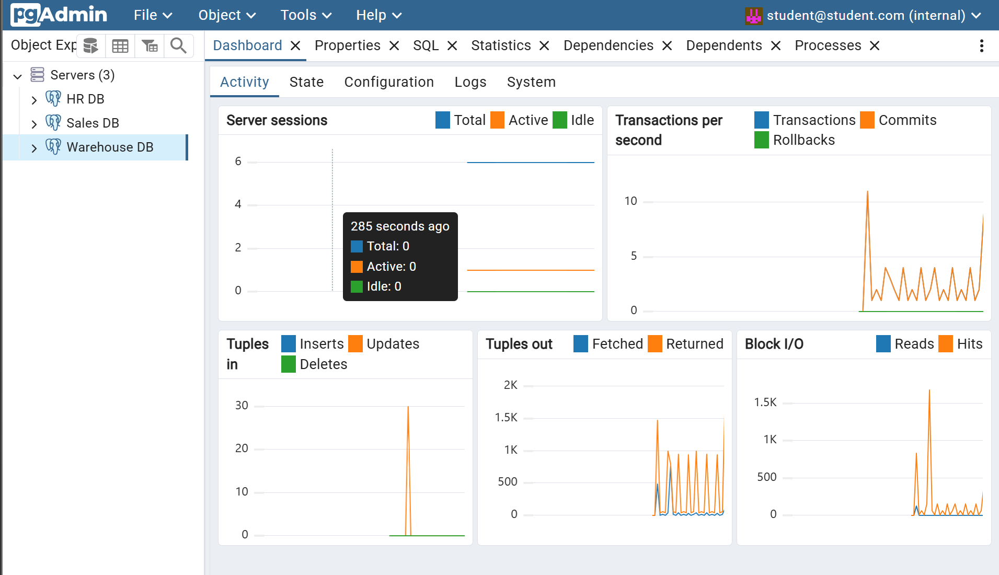 pgAdmin File Object Tools Help student@student.com (internal)
Object Exp
Dashboard Properties SQL Statistics Dependencies Dependents Processes
Servers (3)
HR DB
Sales DB
Warehouse DB
Activity State Configuration Logs System
Server sessions Total Active Idle
6
4
2
0
285 seconds ago
Total: 0
Active: 0
Idle: 0
Transactions per second Transactions Commits Rollbacks
10
5
0
Tuples in Inserts Updates Deletes
30
20
10
0
Tuples out Fetched Returned
2K
1.5K
1K
500
0
Block I/O Reads Hits
1.5K
1K
500
0